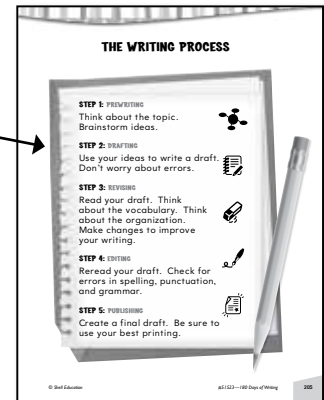 THE WRITING PROCESS
STEP 1: PREWRITING
Think about the topic.
Brainstorm ideas.
STEP 2: DRAFTING
Use your ideas to write a draft.
Don't worry about errors.
STEP 3: REVISING
Read your draft. Think
about the vocabulary. Think
about the organization.
Make changes to improve
your writing.
STEP 4: EDITING
Reread your draft. Check for
errors in spelling, punctuation,
and grammar.
STEP 5: PUBLISHING
Create a final draft. Be sure to
use your best printing.
© Shell Education
#51523—180 Days of Writing
205